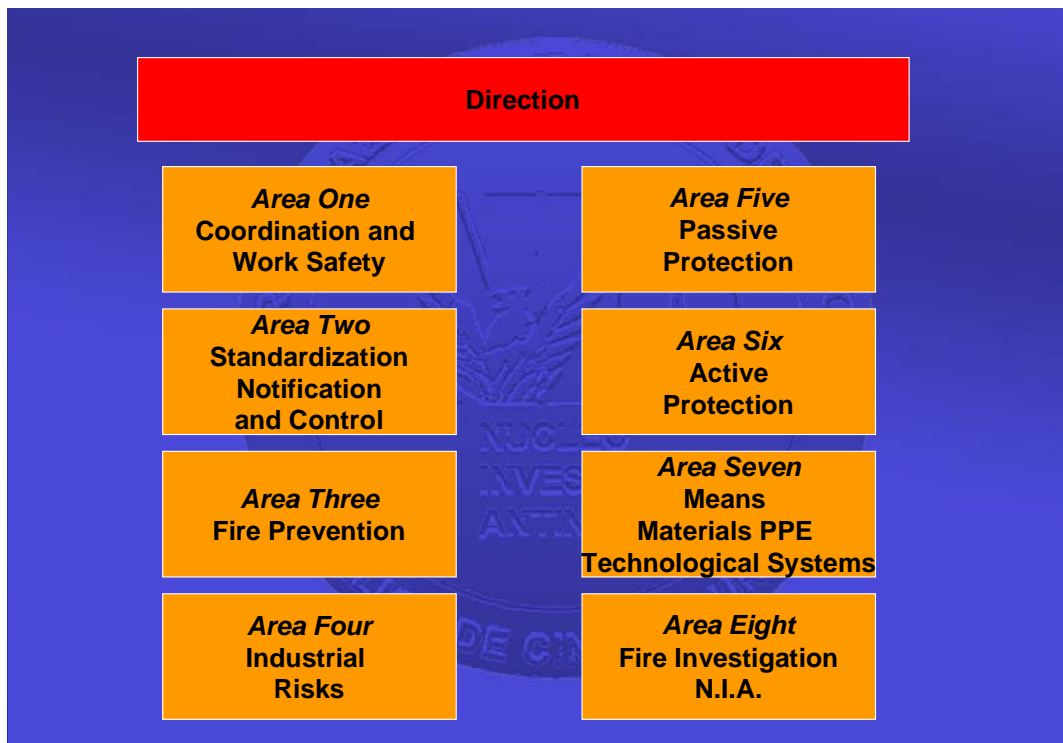 Direction
Area One
Coordination and
Work Safety
Area Two
Standardization
Notification
and Control
Area Three
Fire Prevention
Area Four
Industrial
Risks
Area Five
Passive
Protection
Area Six
Active
Protection
Area Seven
Means
Materials PPE
Technological Systems
Area Eight
Fire Investigation
N.I.A.
NUCLEO